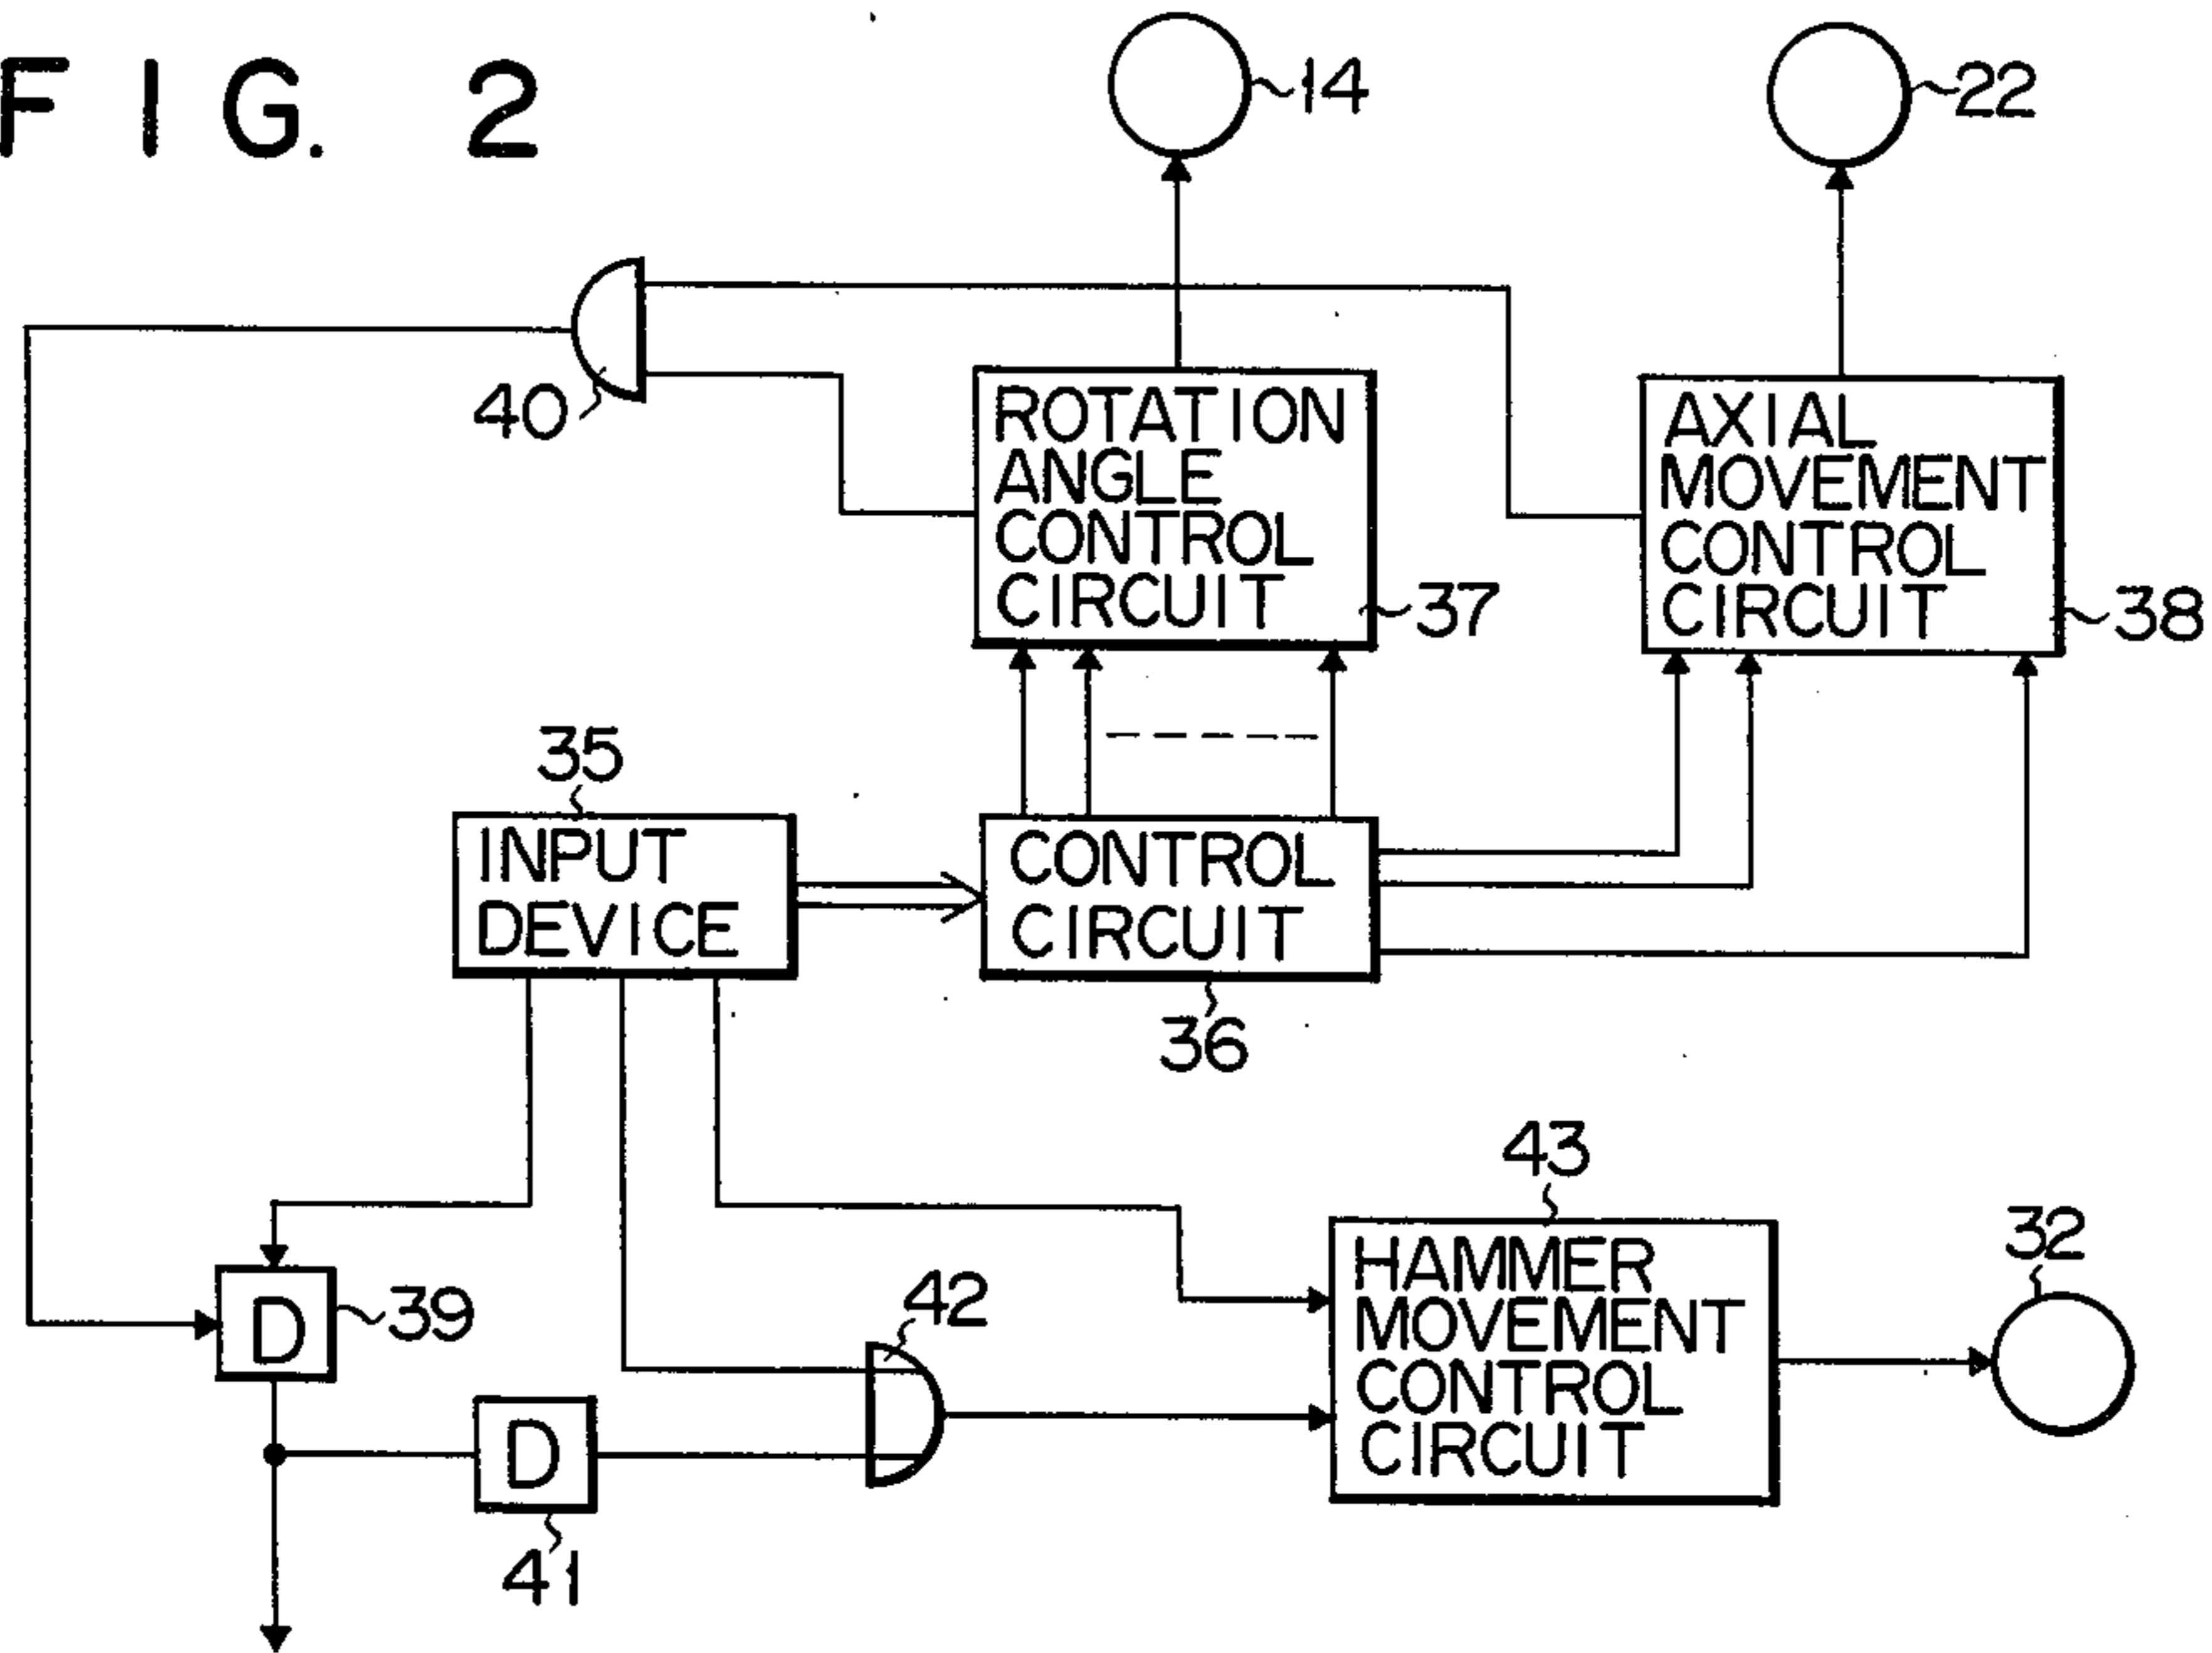 FIG. 2
14
22
40
ROTATION
ANGLE
CONTROL
CIRCUIT
37
AXIAL
MOVEMENT
CONTROL
CIRCUIT
38
35
INPUT
DEVICE
CONTROL
CIRCUIT
36
43
HAMMER
MOVEMENT
CONTROL
CIRCUIT
32
D
39
42
D
41